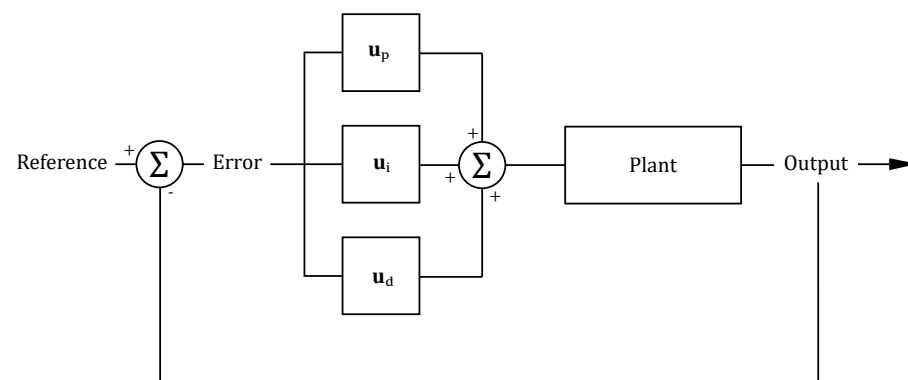 u_p
Reference + Σ - Error
u_i
+ + Σ +
Plant
Output
u_d